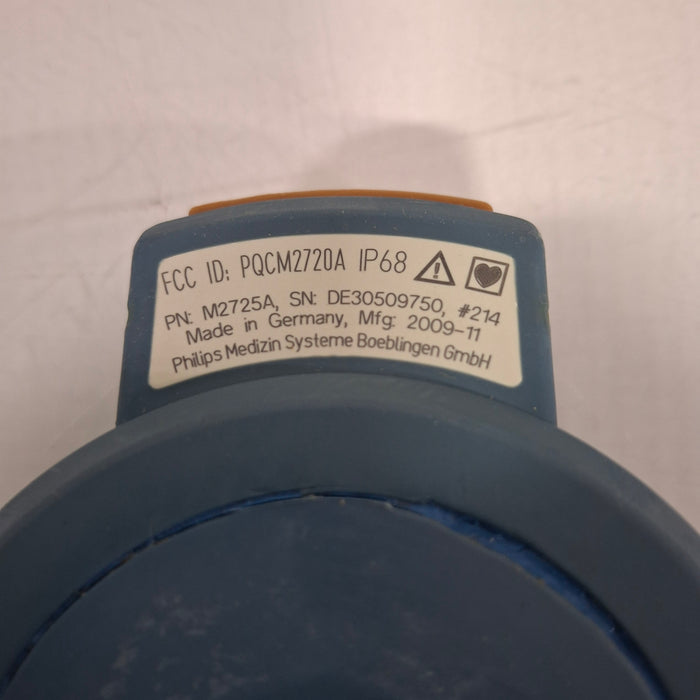 FCC ID: PQCM2720A IP68
PN: M2725A, SN: DE30509750, #214
Made in Germany, Mfg: 2009-11
Philips Medizin Systeme Boeblingen GmbH